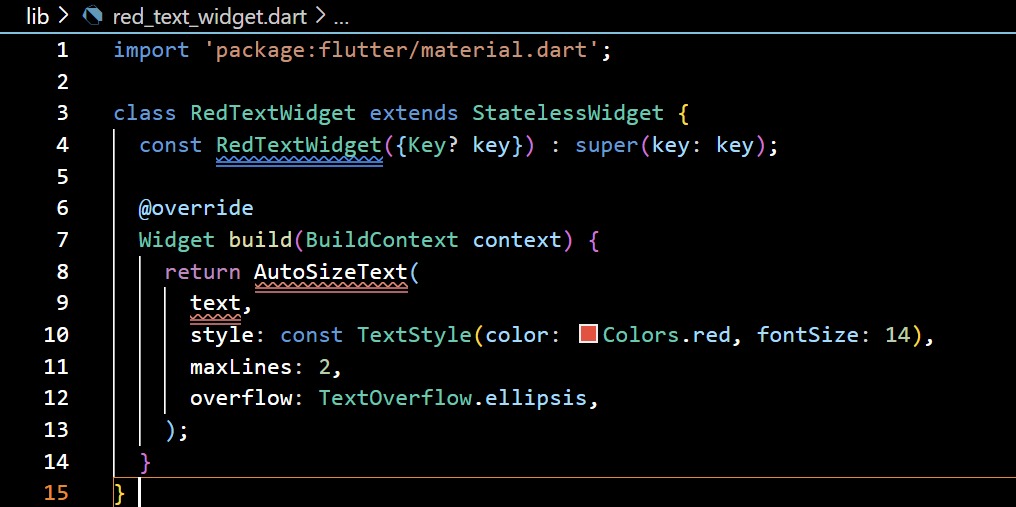 lib > red_text_widget.dart > ...
1 import 'package:flutter/material.dart';
2
3 class RedTextWidget extends StatelessWidget {
4   const RedTextWidget({Key? key}) : super(key: key);
5
6   @override
7   Widget build(BuildContext context) {
8     return AutoSizeText(
9       text,
10       style: const TextStyle(color: Colors.red, fontSize: 14),
11       maxLines: 2,
12       overflow: TextOverflow.ellipsis,
13     );
14   }
15 }